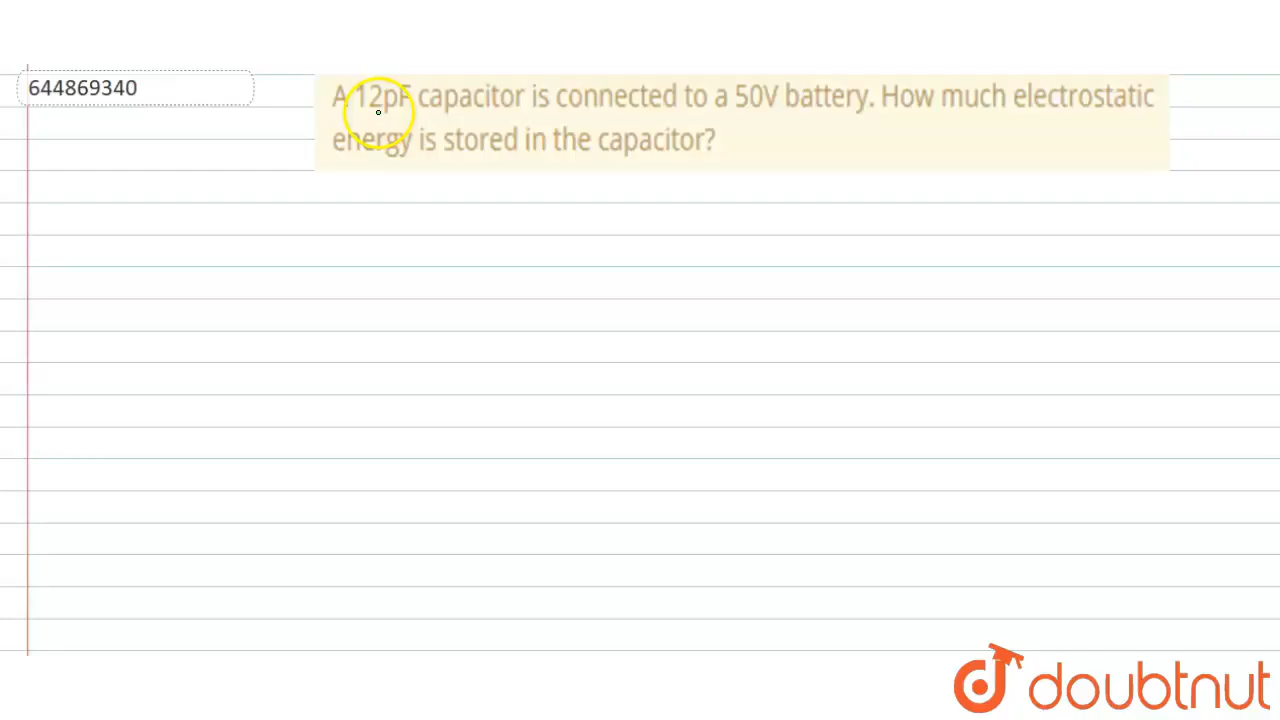 644869340
A 12pF capacitor is connected to a 50V battery. How much electrostatic
energy is stored in the capacitor?
doubtnut